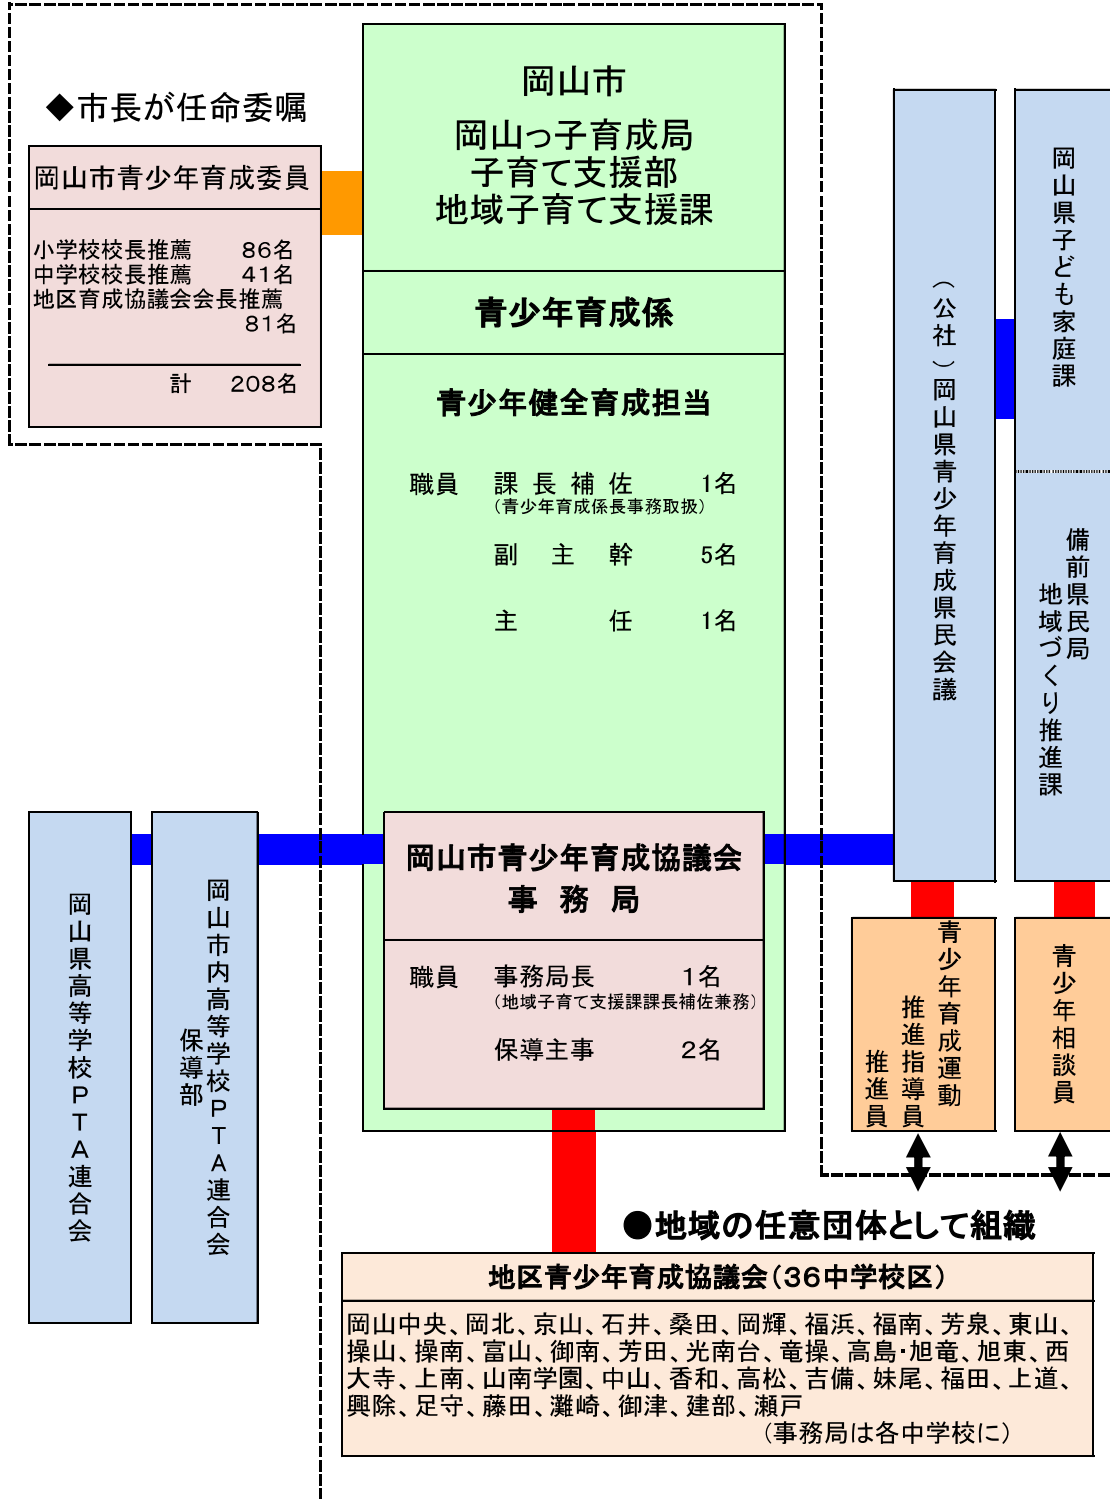 ◆市長が任命委嘱
岡山市青少年育成委員
小学校校長推薦 86名
中学校校長推薦 41名
地区育成協議会会長推薦
81名
計 208名
岡山市
岡山っ子育成局
子育て支援部
地域子育て支援課
青少年育成係
青少年健全育成担当
職員 課長補佐 1名
(青少年育成係長事務取扱)
副主幹 5名
主任 1名
岡山市青少年育成協議会
事務局
職員 事務局長 1名
(地域子育て支援課課長補佐兼務)
保導主事 2名
(公社)岡山県青少年育成県民会議
岡山県子ども家庭課
備前県民局
地域づくり推進課
青少年育成運動
推進指導員
推進員
青少年相談員
岡山県高等学校PTA連合会
岡山市内高等学校PTA連合会
保導部
●地域の任意団体として組織
地区青少年育成協議会(36中学校区)
岡山中央、岡北、京山、石井、桑田、岡輝、福浜、福南、芳泉、東山、
操山、操南、富山、御南、芳田、光南台、竜操、高島・旭竜、旭東、西
大寺、上南、山南学園、中山、香和、高松、吉備、妹尾、福田、上道、
興除、足守、藤田、灘崎、御津、建部、瀬戸
(事務局は各中学校に)